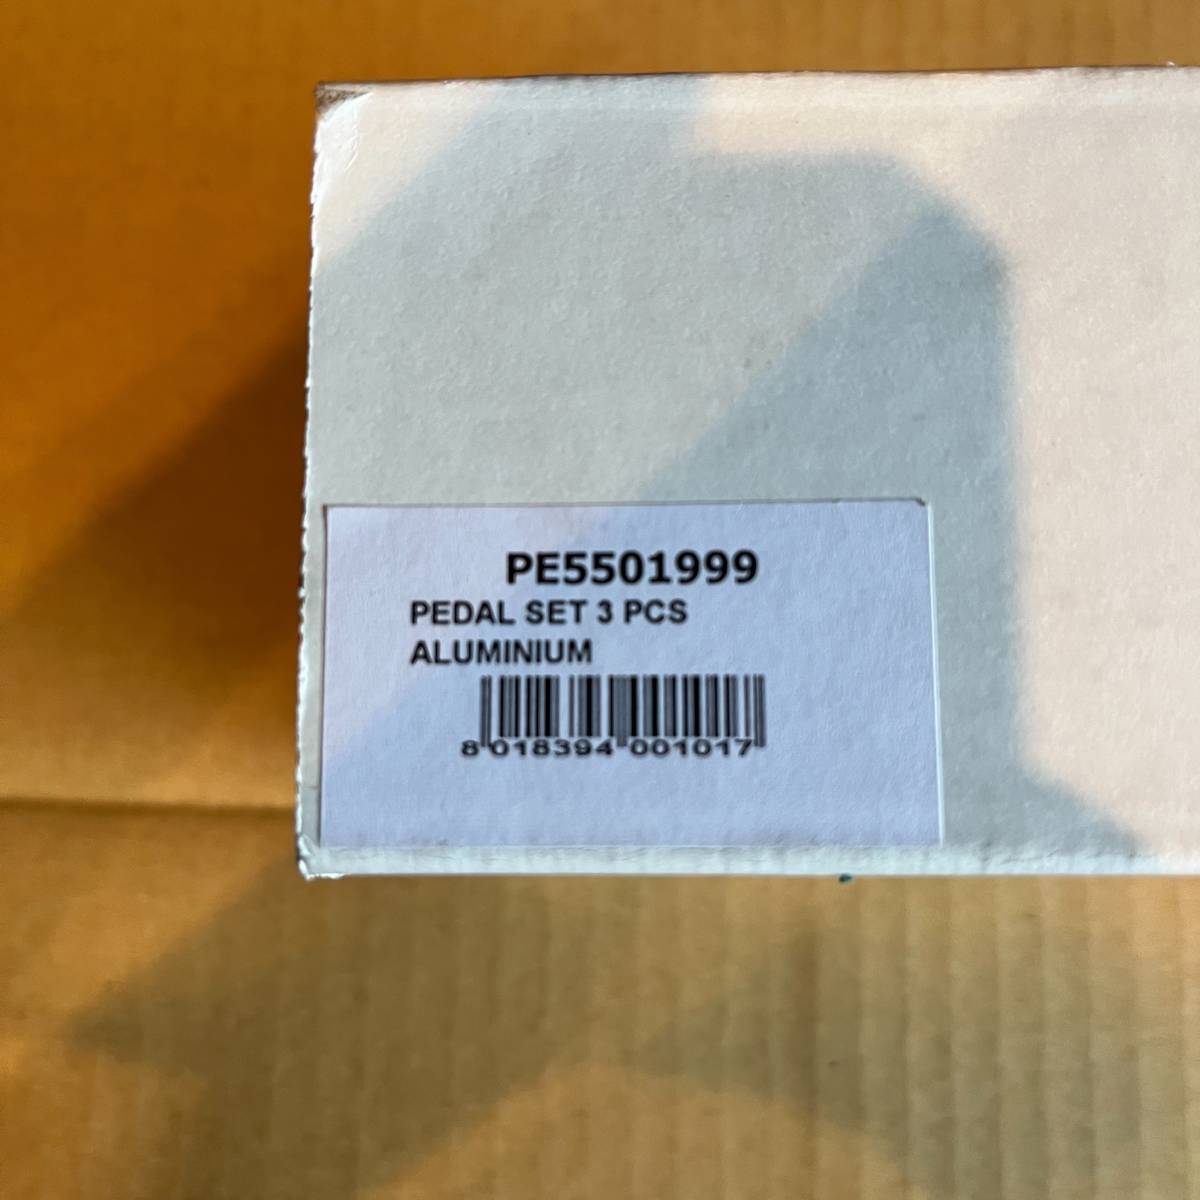 PE5501999
PEDAL SET 3 PCS
ALUMINIUM
8 018394 001017